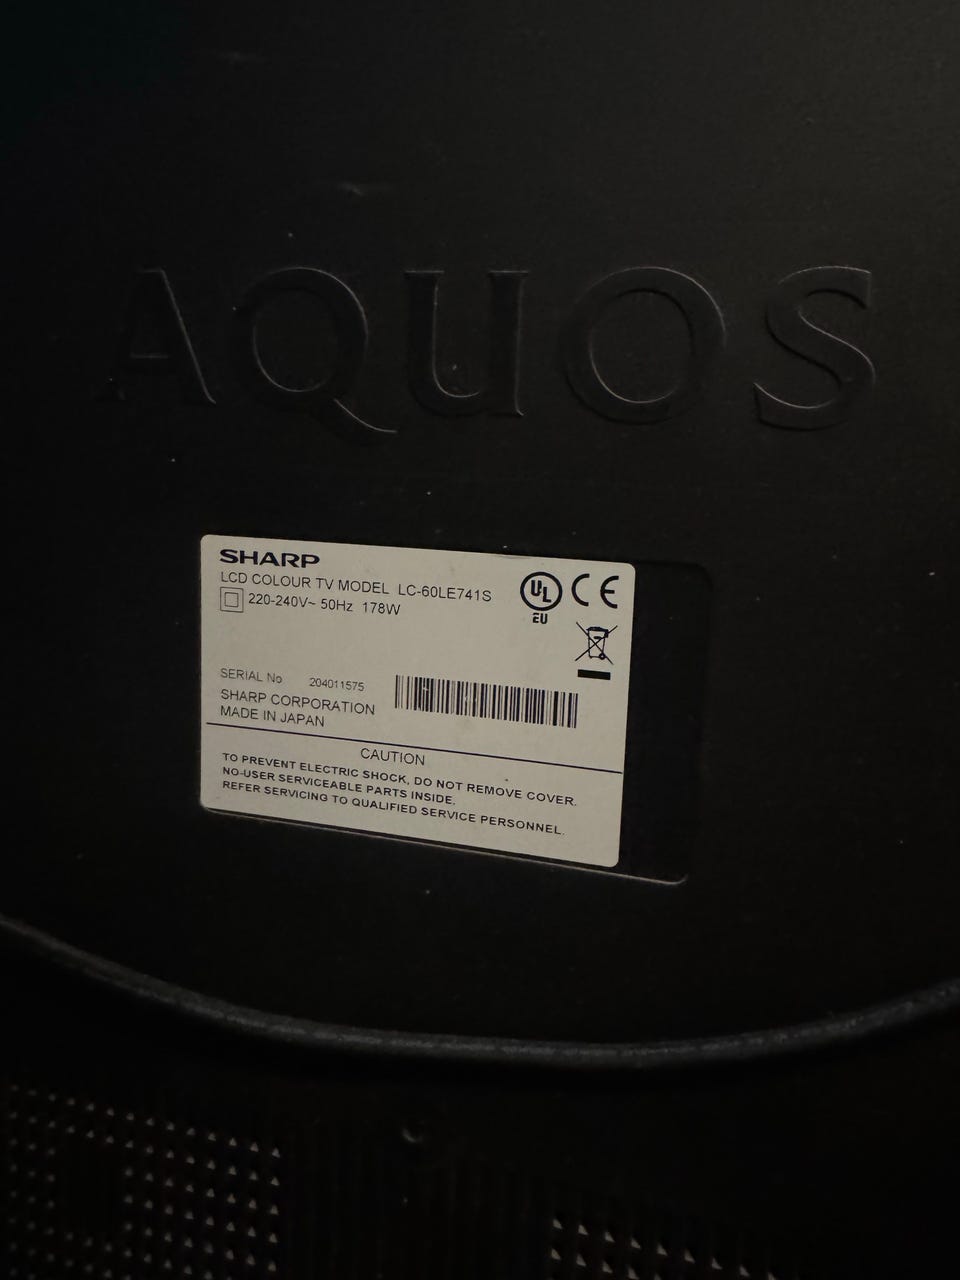 AQUOS
SHARP
LCD COLOUR TV MODEL LC-60LE741S
220-240V~ 50Hz 178W
UL
EU
CE
SERIAL No 204011575
SHARP CORPORATION
MADE IN JAPAN
CAUTION
TO PREVENT ELECTRIC SHOCK, DO NOT REMOVE COVER.
NO-USER SERVICEABLE PARTS INSIDE.
REFER SERVICING TO QUALIFIED SERVICE PERSONNEL.